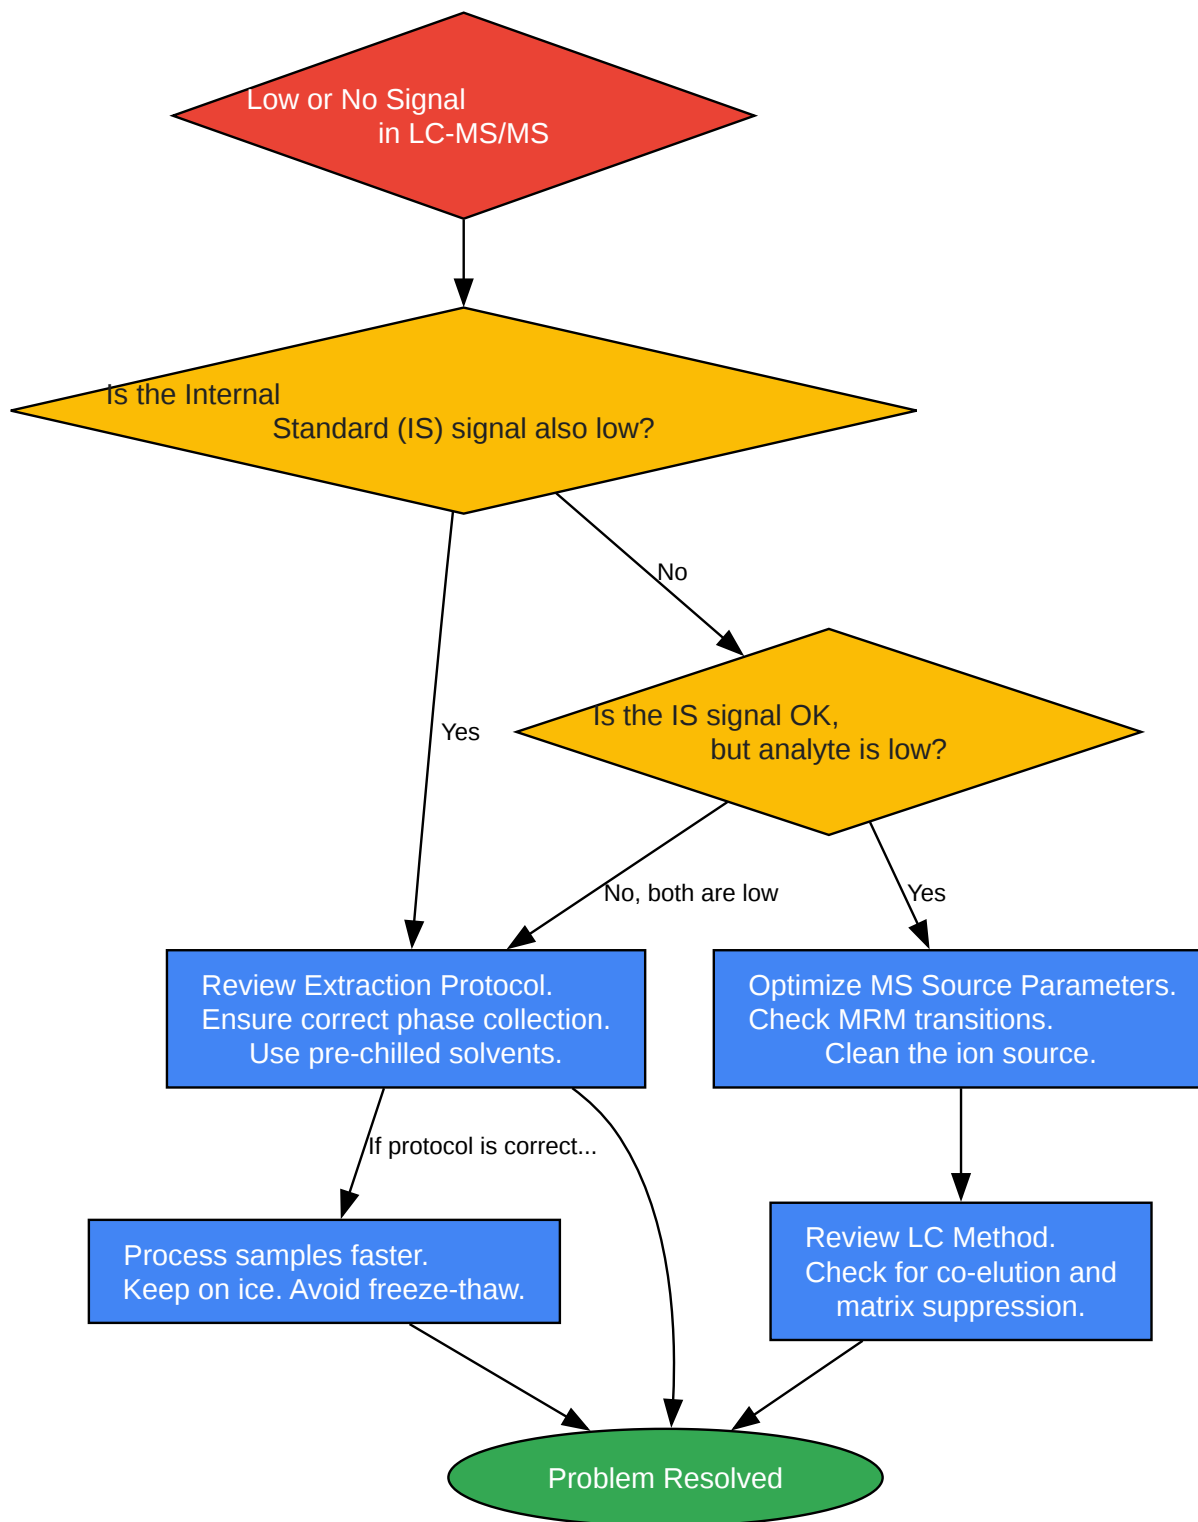 Low or No Signal
in LC-MS/MS
Is the Internal
Standard (IS) signal also low?
No
Is the IS signal OK,
but analyte is low?
Yes
No, both are low
Yes
Review Extraction Protocol.
Ensure correct phase collection.
Use pre-chilled solvents.
Optimize MS Source Parameters.
Check MRM transitions.
Clean the ion source.
If protocol is correct...
Process samples faster.
Keep on ice. Avoid freeze-thaw.
Review LC Method.
Check for co-elution and
matrix suppression.
Problem Resolved